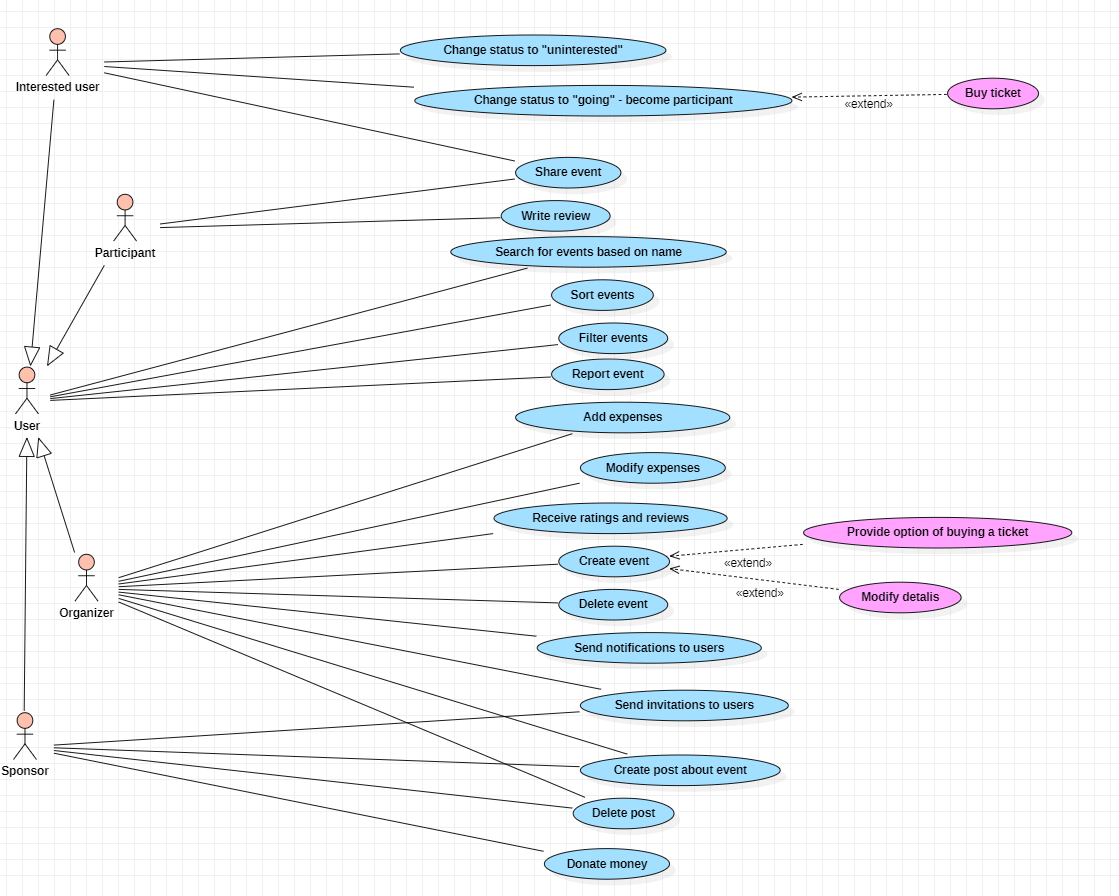 Change status to "uninterested"
Interested user
Change status to "going" - become participant
Buy ticket
«extend»
Share event
Write review
Participant
Search for events based on name
Sort events
Filter events
Report event
User
Add expenses
Modify expenses
Receive ratings and reviews
Provide option of buying a ticket
Create event
«extend»
«extend»
Modify detalis
Delete event
Organizer
Send notifications to users
Send invitations to users
Sponsor
Create post about event
Delete post
Donate money